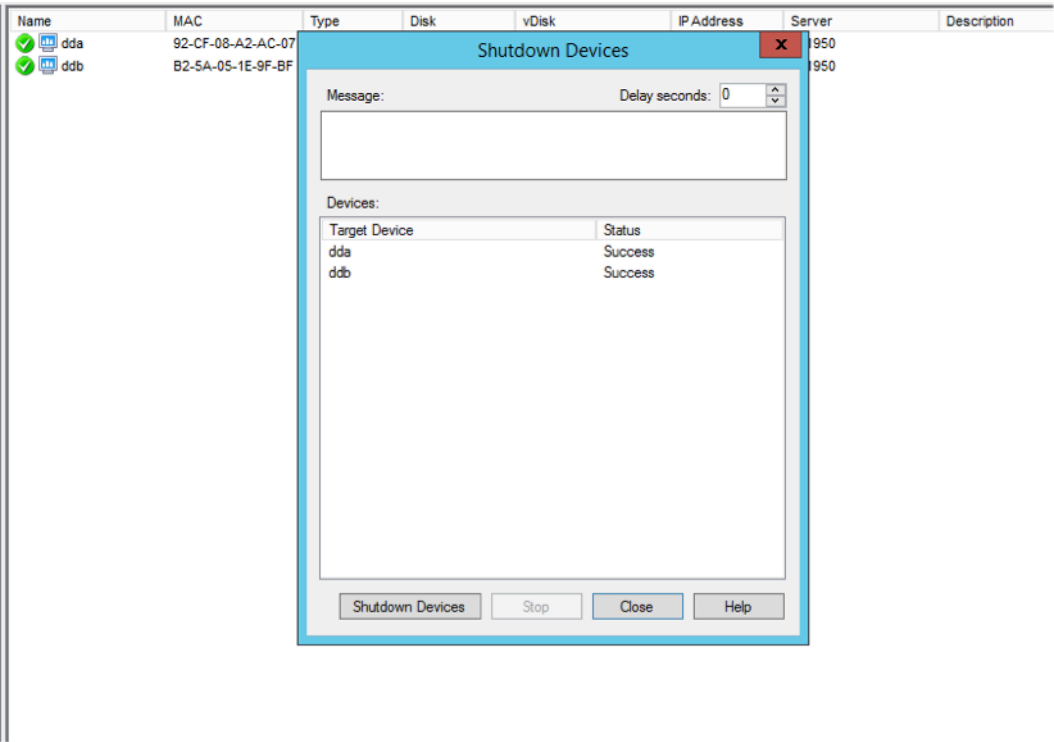 Name MAC Type Disk vDisk IP Address Server Description
dda 92-CF-08-A2-AC-07 1950
ddb B2-5A-05-1E-9F-BF 1950
Shutdown Devices
x
Message: Delay seconds: 0
Devices:
Target Device Status
dda Success
ddb Success
Shutdown Devices Stop Close Help